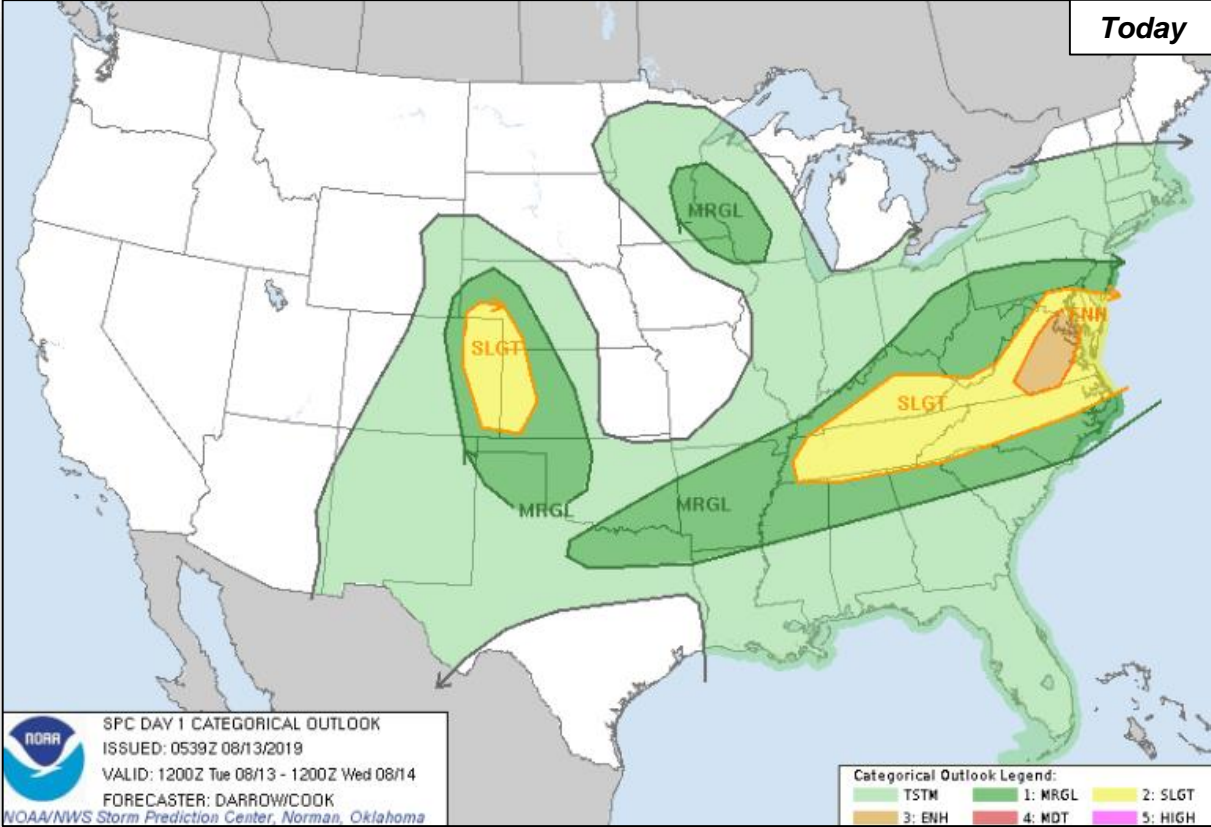 Today
MRGL
SLGT
ENH
SLGT
MRGL
MRGL
NOAA
SPC DAY 1 CATEGORICAL OUTLOOK
ISSUED: 0539Z 08/13/2019
VALID: 1200Z Tue 08/13 - 1200Z Wed 08/14
FORECASTER: DARROW/COOK
NOAA/NWS Storm Prediction Center, Norman, Oklahoma
Categorical Outlook Legend:
TSTM 1: MRGL 2: SLGT
3: ENH 4: MDT 5: HIGH